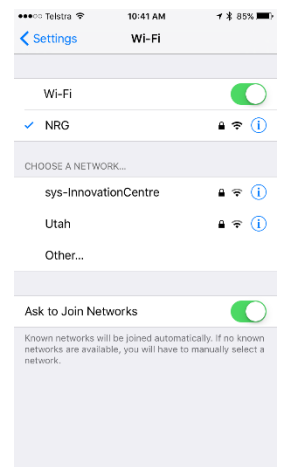 Telstra 10:41 AM 85%
Settings Wi-Fi
Wi-Fi
NRG
CHOOSE A NETWORK...
sys-InnovationCentre
Utah
Other...
Ask to Join Networks
Known networks will be joined automatically. If no known
networks are available, you will have to manually select a
network.